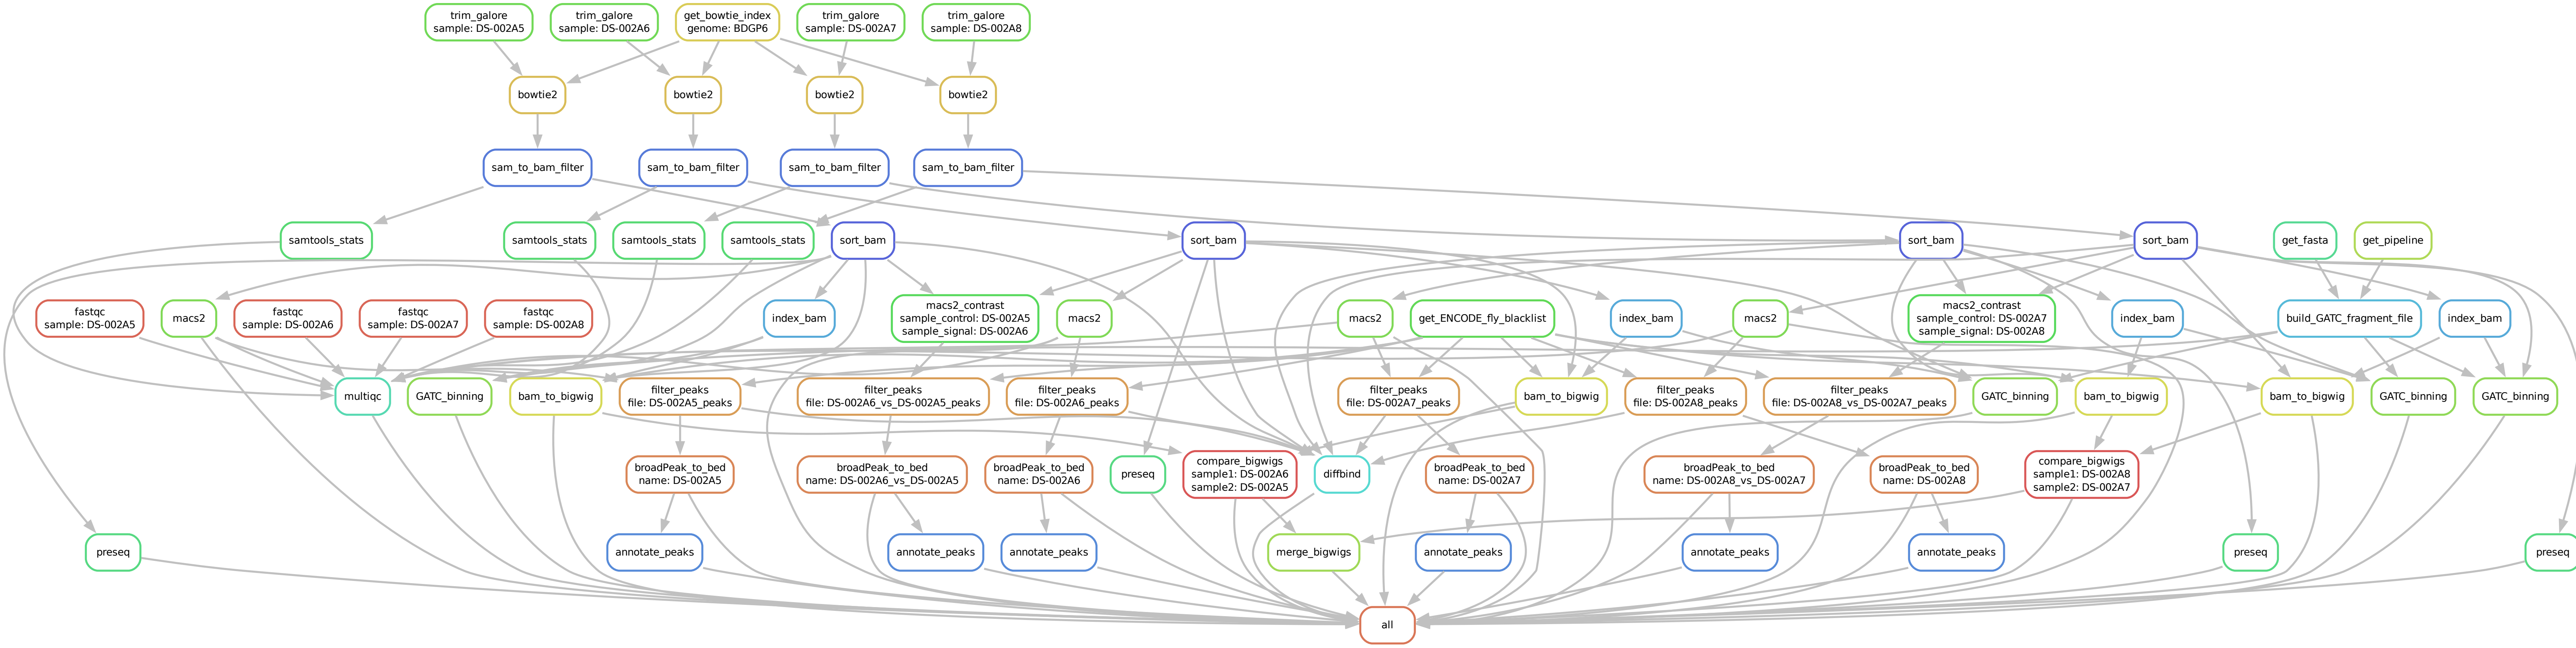 trim_galore
sample: DS-002A5
trim_galore
sample: DS-002A6
get_bowtie_index
genome: BDGP6
trim_galore
sample: DS-002A7
trim_galore
sample: DS-002A8
bowtie2
bowtie2
bowtie2
bowtie2
sam_to_bam_filter
sam_to_bam_filter
sam_to_bam_filter
sam_to_bam_filter
samtools_stats
samtools_stats
samtools_stats
samtools_stats
sort_bam
sort_bam
sort_bam
sort_bam
get_fasta
get_pipeline
fastqc
sample: DS-002A5
macs2
fastqc
sample: DS-002A6
fastqc
sample: DS-002A7
fastqc
sample: DS-002A8
index_bam
macs2_contrast
sample_control: DS-002A5
sample_signal: DS-002A6
macs2
macs2
get_ENCODE_fly_blacklist
index_bam
macs2
macs2_contrast
sample_control: DS-002A7
sample_signal: DS-002A8
index_bam
build_GATC_fragment_file
index_bam
multiqc
GATC_binning
bam_to_bigwig
filter_peaks
file: DS-002A5_peaks
filter_peaks
file: DS-002A6_vs_DS-002A5_peaks
filter_peaks
file: DS-002A6_peaks
filter_peaks
file: DS-002A7_peaks
bam_to_bigwig
filter_peaks
file: DS-002A8_peaks
filter_peaks
file: DS-002A8_vs_DS-002A7_peaks
GATC_binning
bam_to_bigwig
bam_to_bigwig
GATC_binning
GATC_binning
broadPeak_to_bed
name: DS-002A5
broadPeak_to_bed
name: DS-002A6_vs_DS-002A5
broadPeak_to_bed
name: DS-002A6
preseq
compare_bigwigs
sample1: DS-002A6
sample2: DS-002A5
diffbind
broadPeak_to_bed
name: DS-002A7
broadPeak_to_bed
name: DS-002A8_vs_DS-002A7
broadPeak_to_bed
name: DS-002A8
compare_bigwigs
sample1: DS-002A8
sample2: DS-002A7
preseq
annotate_peaks
annotate_peaks
annotate_peaks
merge_bigwigs
annotate_peaks
annotate_peaks
annotate_peaks
preseq
preseq
all